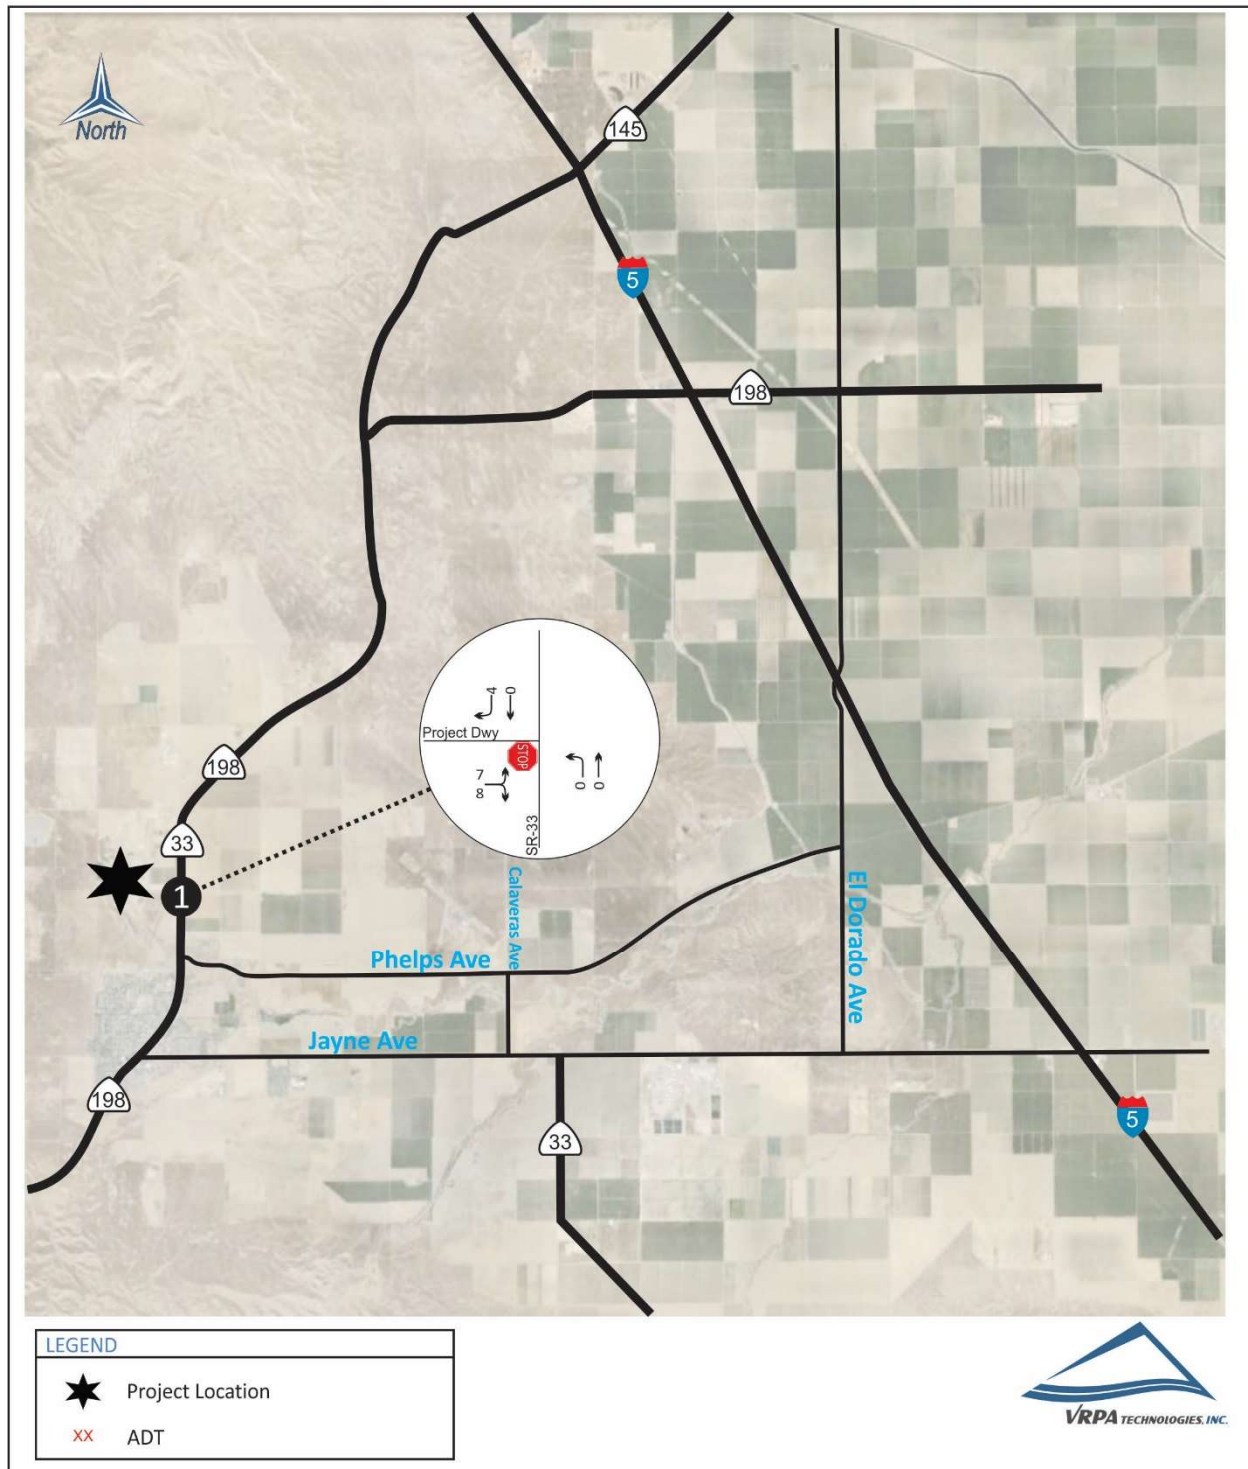 North
145
5
198
4 0
Project Dwy
STOP
7
8
0 0
SR-33
198
33
1
Calaveras Ave
El Dorado Ave
Phelps Ave
Jayne Ave
198
33
5
LEGEND
Project Location
XX ADT
VRPA TECHNOLOGIES, INC.